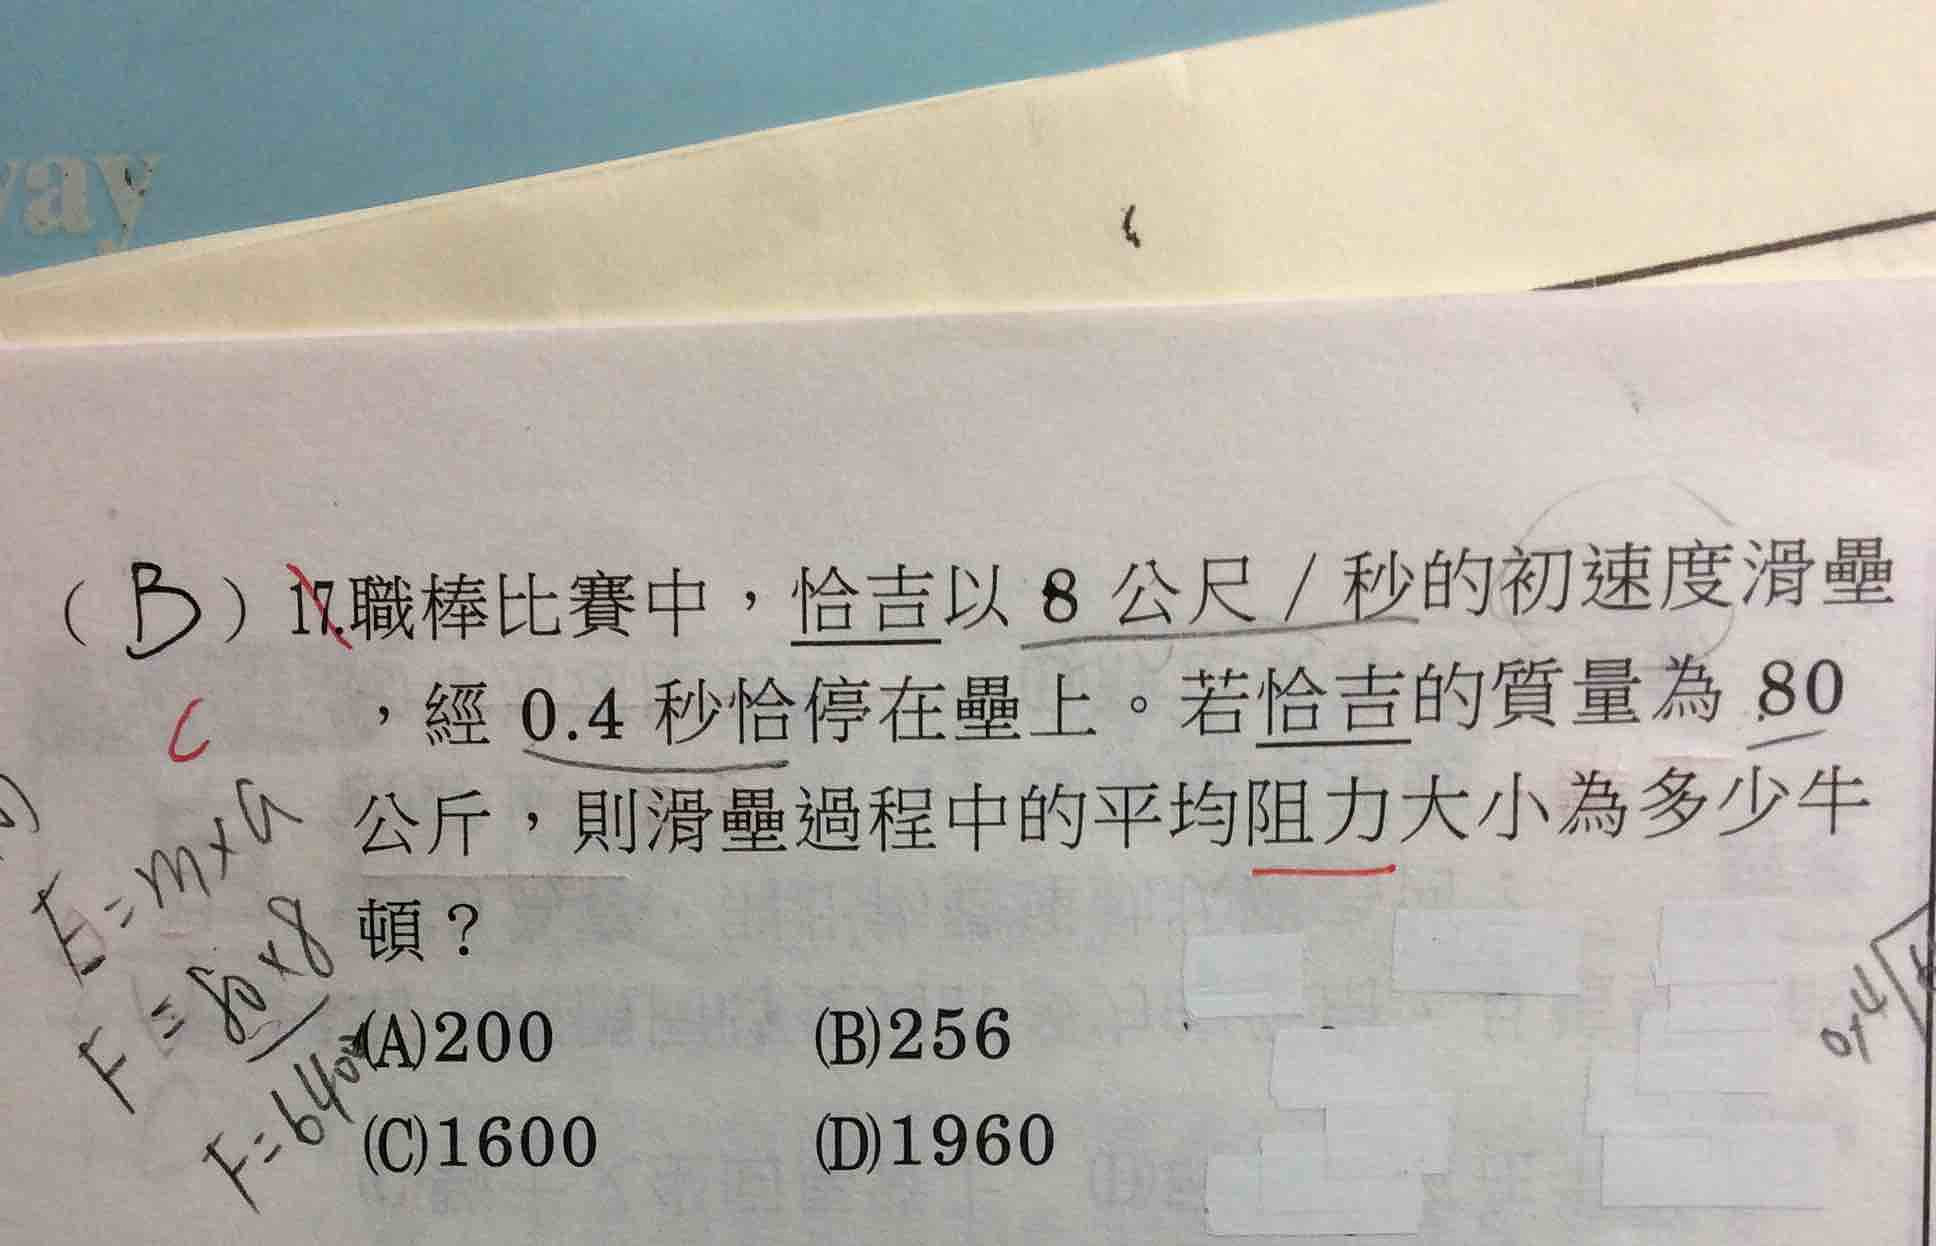 way
(B) 17.職棒比賽中，恰吉以 8 公尺／秒的初速度滑壘
C
，經 0.4 秒恰停在壘上。若恰吉的質量為 80
公斤，則滑壘過程中的平均阻力大小為多少牛
頓？
(A)200 (B)256
(C)1600 (D)1960
F=m×a
F=80×8
F=640
0.4